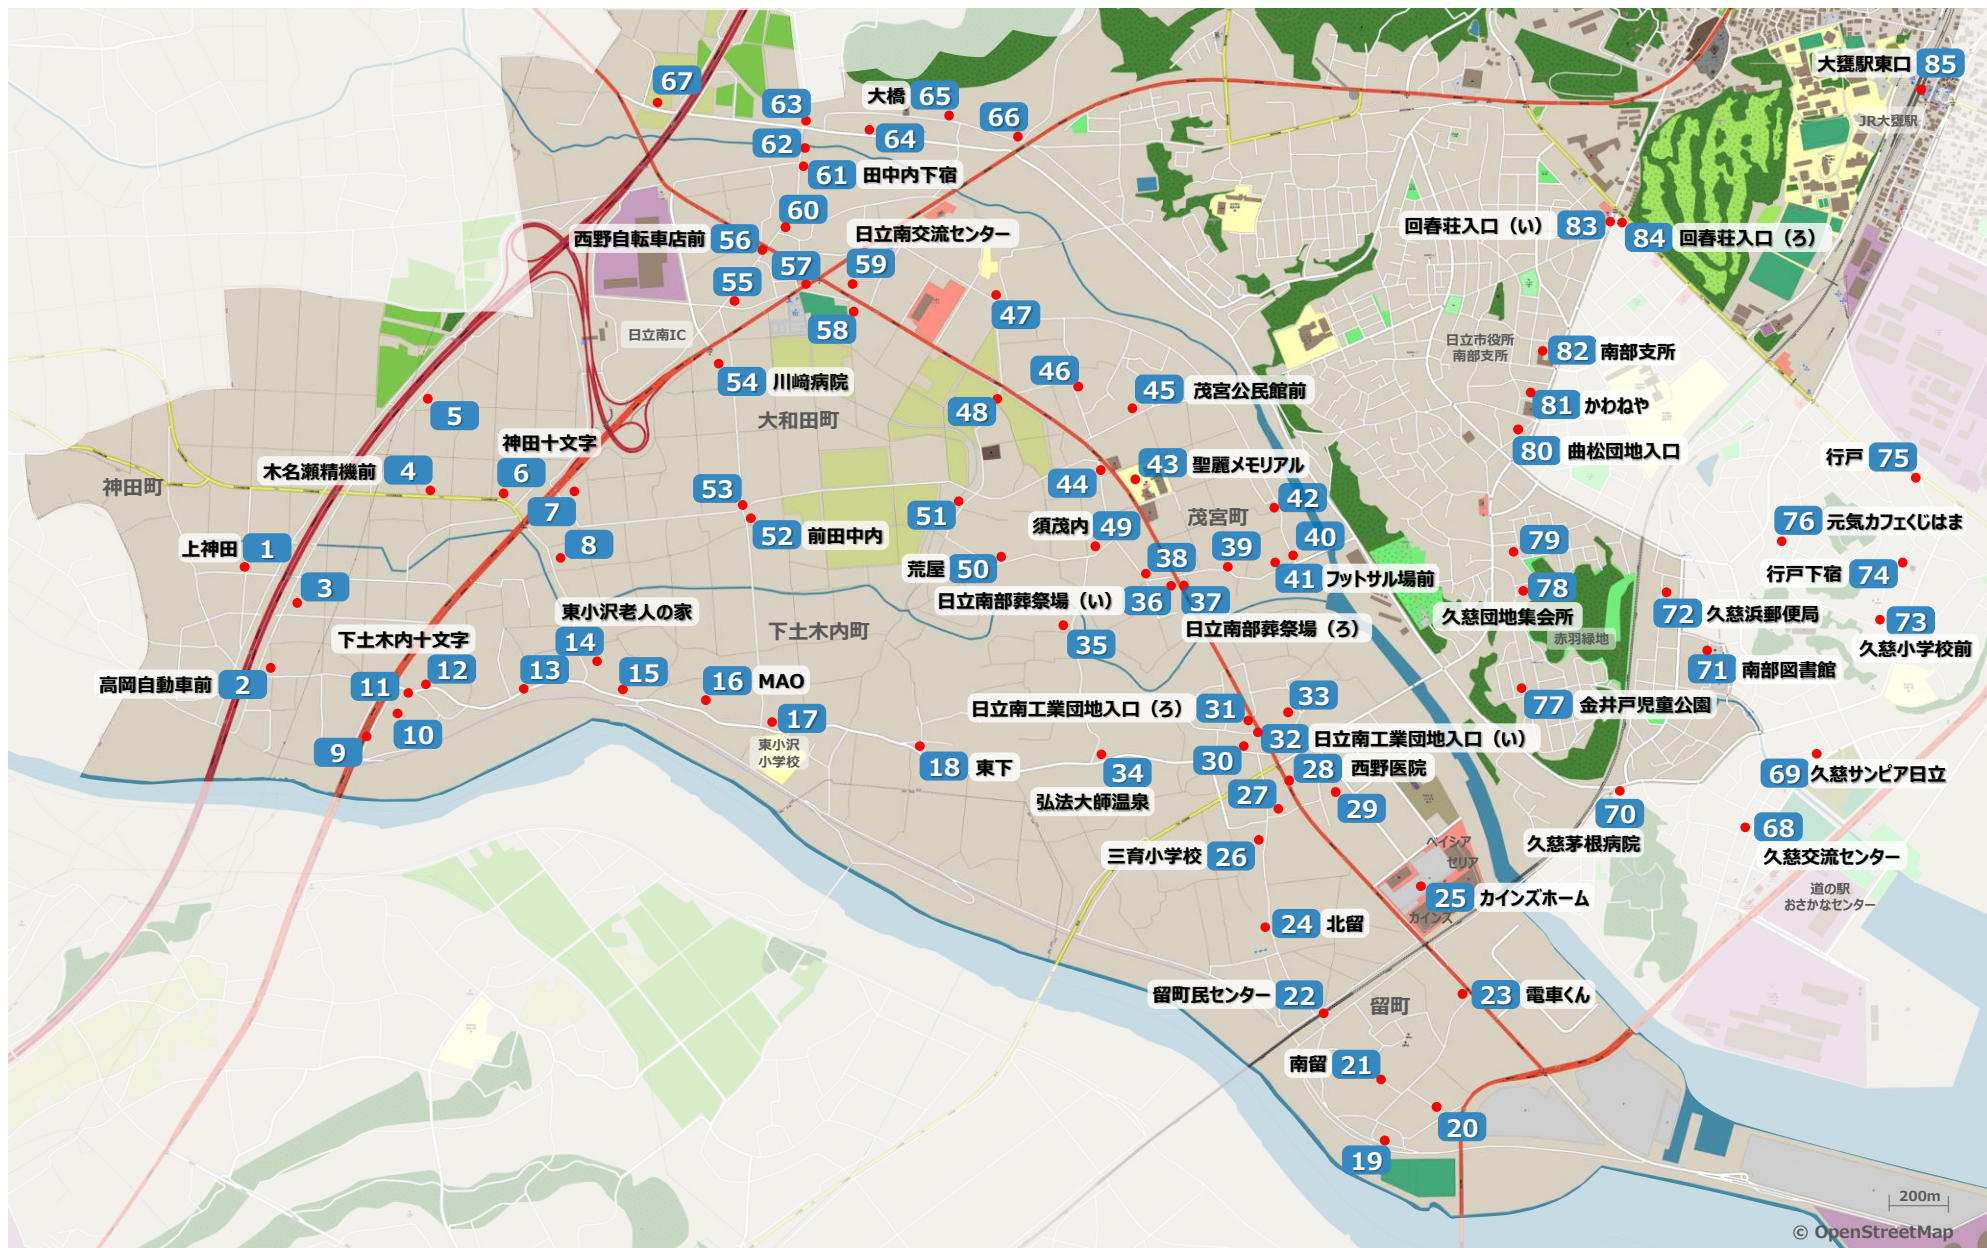 67
63
大橋 65
大甕駅東口 85
62
64
66
JR大甕駅
61 田中内下宿
60
回春荘入口（い） 83
84 回春荘入口（ろ）
西野自転車店前 56
日立南交流センター
57
59
55
47
58
日立南IC
日立市役所
南部支所
82 南部支所
54 川﨑病院
46
45 茂宮公民館前
81 かわねや
5
48
大和田町
神田十文字
80 曲松団地入口
行戸 75
木名瀬精機前 4
6
43 聖麗メモリアル
神田町
44
53
42
7
51
須茂内 49
茂宮町
76 元気カフェくじはま
52 前田中内
上神田 1
8
38
39
40
79
荒屋 50
41 フットサル場前
行戸下宿 74
3
日立南部葬祭場（い） 36
37
78
久慈団地集会所
72 久慈浜郵便局
東小沢老人の家
14
下土木内町
日立南部葬祭場（ろ）
赤羽緑地
73
久慈小学校前
下土木内十文字
35
12
13
15
16 MAO
71 南部図書館
高岡自動車前 2
11
33
日立南工業団地入口（ろ） 31
77 金井戸児童公園
10
17
32 日立南工業団地入口（い）
9
東小沢
小学校
18 東下
34
弘法大師温泉
30
28 西野医院
69 久慈サンピア日立
27
29
70
久慈茅根病院
68
久慈交流センター
三育小学校 26
ベイシア
セリア
道の駅
おさかなセンター
25 カインズホーム
カインズ
24 北留
留町民センター 22
留町
23 電車くん
南留 21
20
19
200m
© OpenStreetMap